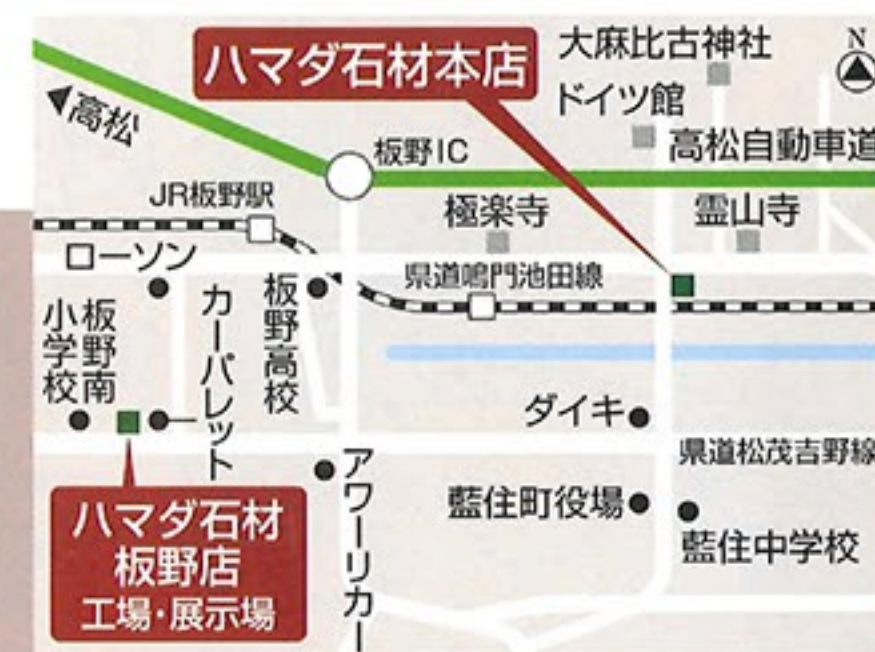 大麻比古神社
N
ハマダ石材本店
ドイツ館
高松
板野IC
高松自動車道
JR板野駅
極楽寺
霊山寺
ローソン
県道鳴門池田線
板野高校
カーパレット
板野南
小学校
ダイキ
県道松茂吉野線
アワーリカー
藍住町役場
藍住中学校
ハマダ石材
板野店
工場・展示場